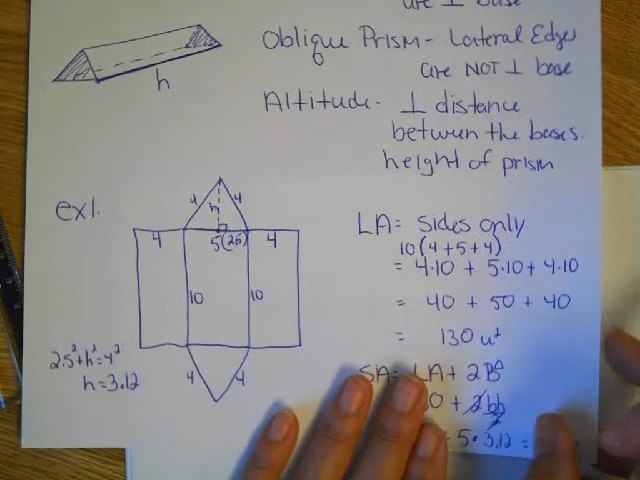 are ⊥ base
h
Oblique Prism - Lateral Edges
are NOT ⊥ base
Altitude - ⊥ distance
between the bases.
height of prism
ex1.
4 4
h
4 5(2.5) 4
10 10
4 4
2.5² + h² = 4²
h = 3.12
LA = sides only
10(4+5+4)
= 4·10 + 5·10 + 4·10
= 40 + 50 + 40
= 130 u²
SA = LA + 2B
0 + 2bh
2
+ 5·3.12 =